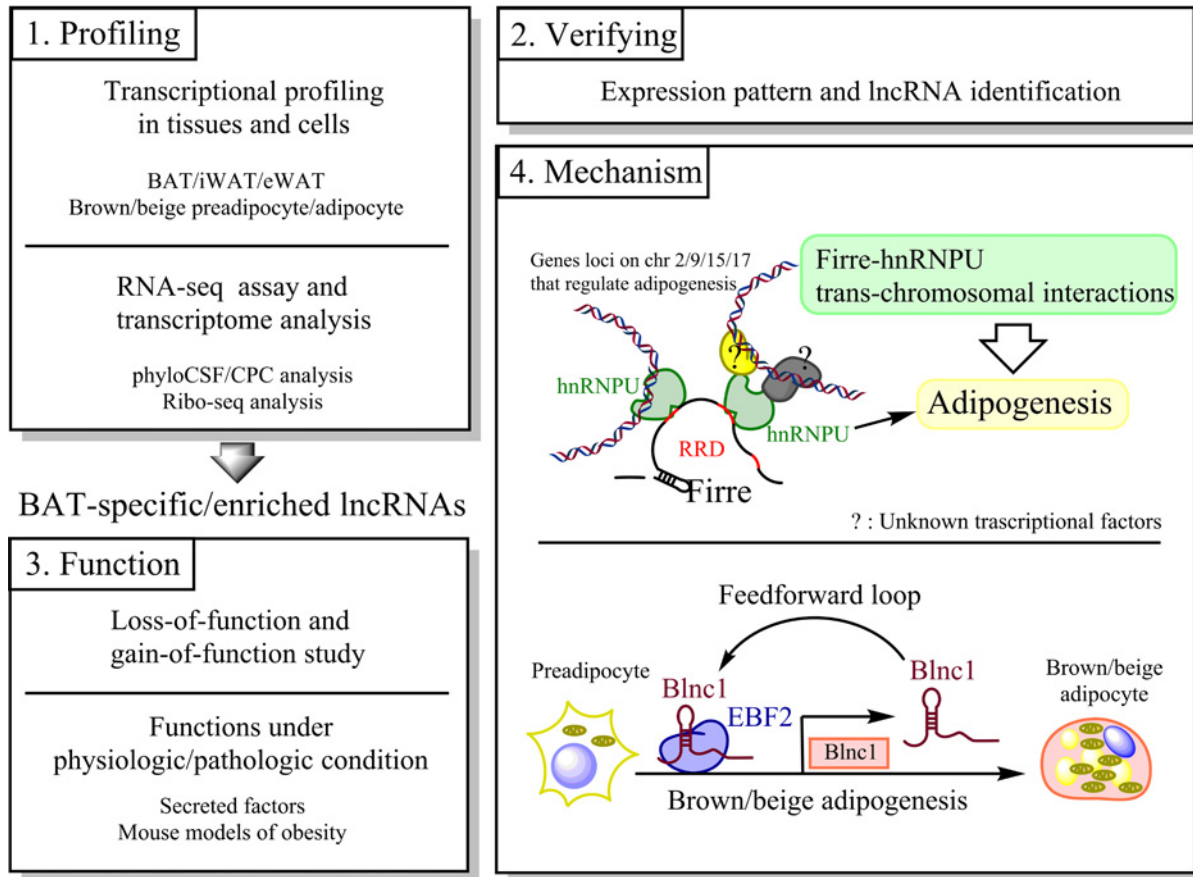 1. Profiling
Transcriptional profiling
in tissues and cells
BAT/iWAT/eWAT
Brown/beige preadipocyte/adipocyte
RNA-seq assay and
transcriptome analysis
phyloCSF/CPC analysis
Ribo-seq analysis
BAT-specific/enriched lncRNAs
2. Verifying
Expression pattern and lncRNA identification
3. Function
Loss-of-function and
gain-of-function study
Functions under
physiologic/pathologic condition
Secreted factors
Mouse models of obesity
4. Mechanism
Genes loci on chr 2/9/15/17
that regulate adipogenesis
Firre-hnRNPU
trans-chromosomal interactions
?
?
hnRNPU
hnRNPU
Adipogenesis
RRD
Firre
? : Unknown trascriptional factors
Feedforward loop
Preadipocyte
Blnc1
EBF2
Blnc1
Blnc1
Brown/beige
adipocyte
Brown/beige adipogenesis